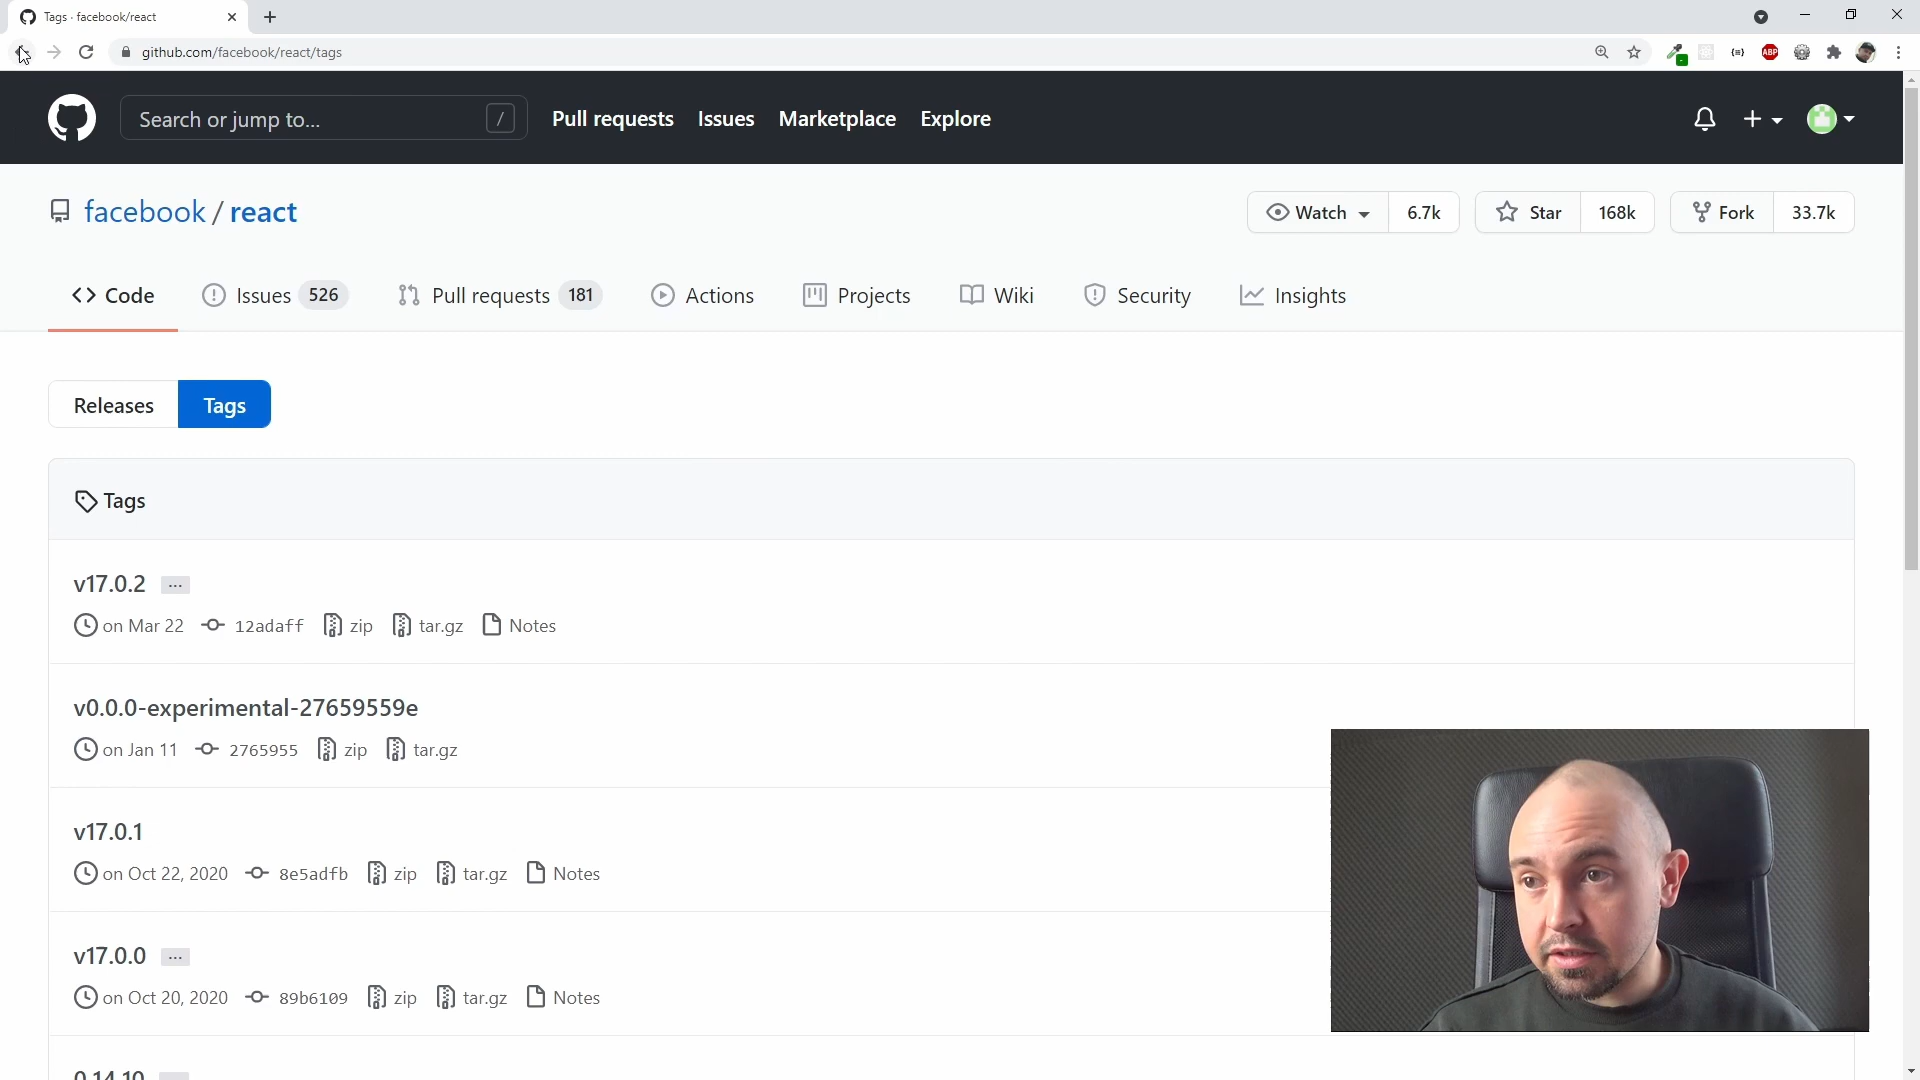 Tags · facebook/react
github.com/facebook/react/tags
ABP
Search or jump to... /
Pull requests Issues Marketplace Explore
facebook / react
Watch 6.7k Star 168k Fork 33.7k
Code Issues 526 Pull requests 181 Actions Projects Wiki Security Insights
Releases Tags
Tags
v17.0.2 ...
on Mar 22 12adaff zip tar.gz Notes
v0.0.0-experimental-27659559e
on Jan 11 2765955 zip tar.gz
v17.0.1
on Oct 22, 2020 8e5adfb zip tar.gz Notes
v17.0.0 ...
on Oct 20, 2020 89b6109 zip tar.gz Notes
0.14.10